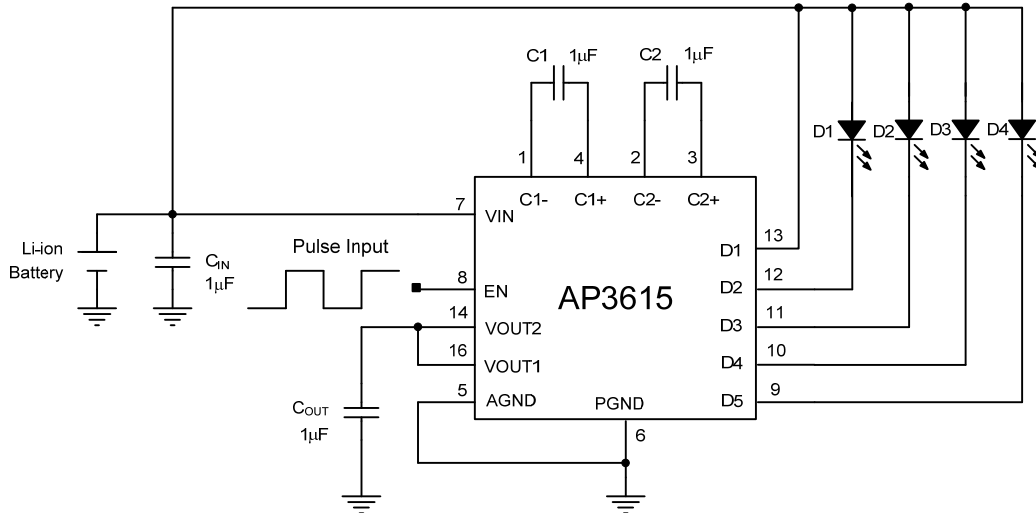 C1 1µF C2 1µF
D1 D2 D3 D4
1 4 2 3
C1- C1+ C2- C2+
7 VIN
Li-ion
Battery
CIN
1µF
Pulse Input
8 EN
14 VOUT2
16 VOUT1
5 AGND
COUT
1µF
AP3615
PGND
6
D1 13
D2 12
D3 11
D4 10
D5 9